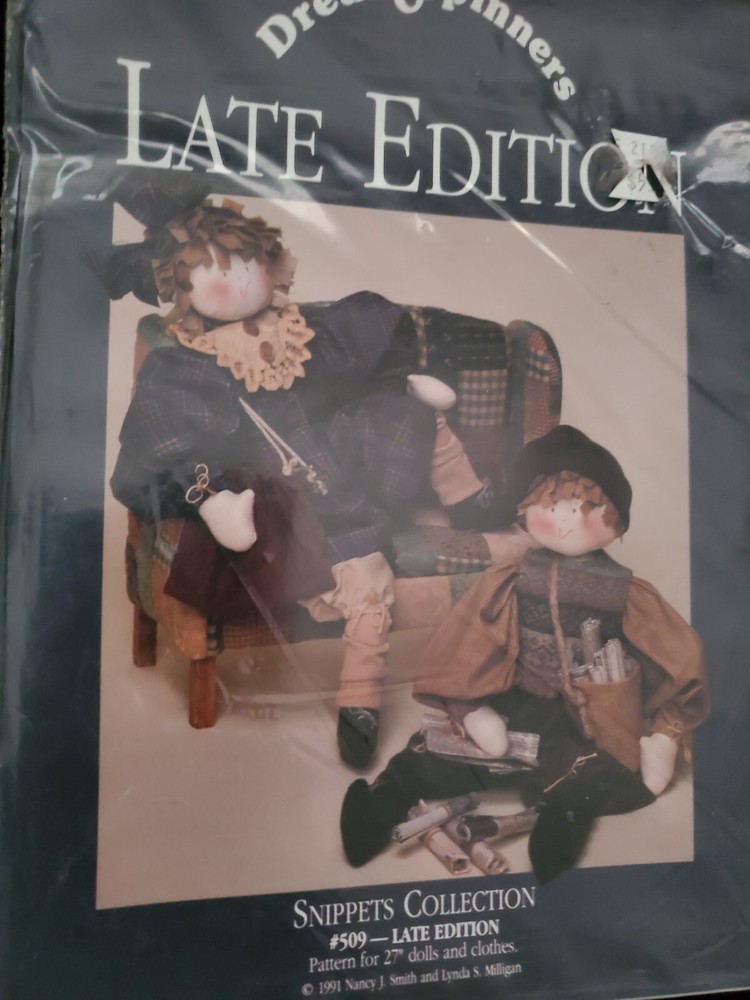 LATE EDITION
SNIPPETS COLLECTION
#509 — LATE EDITION
Pattern for 27" dolls and clothes.
© 1991 Nancy J. Smith and Lynda S. Milligan